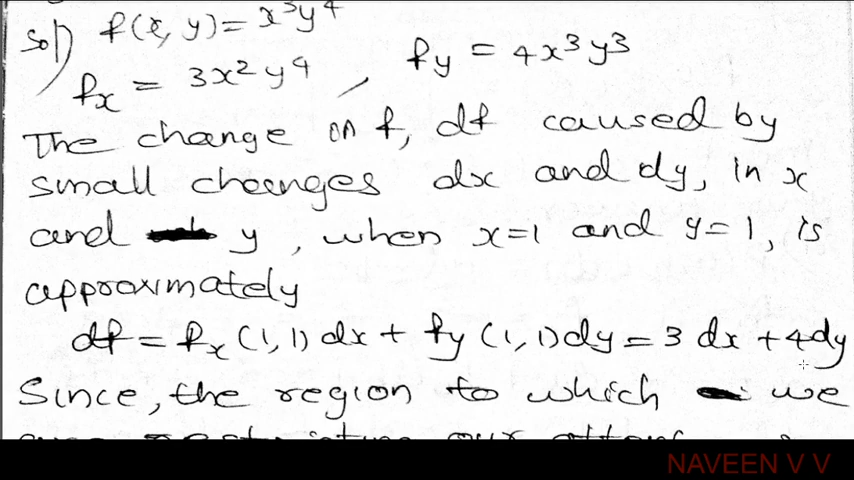 Sol) f(x, y) = x³y⁴
fx = 3x²y⁴ , fy = 4x³y³
The change on f, df caused by
small changes dx and dy, in x
and y, when x=1 and y=1, is
approxmately
df = fx (1,1) dx + fy (1,1) dy = 3 dx + 4dy
Since, the region to which we
our
NAVEEN V V